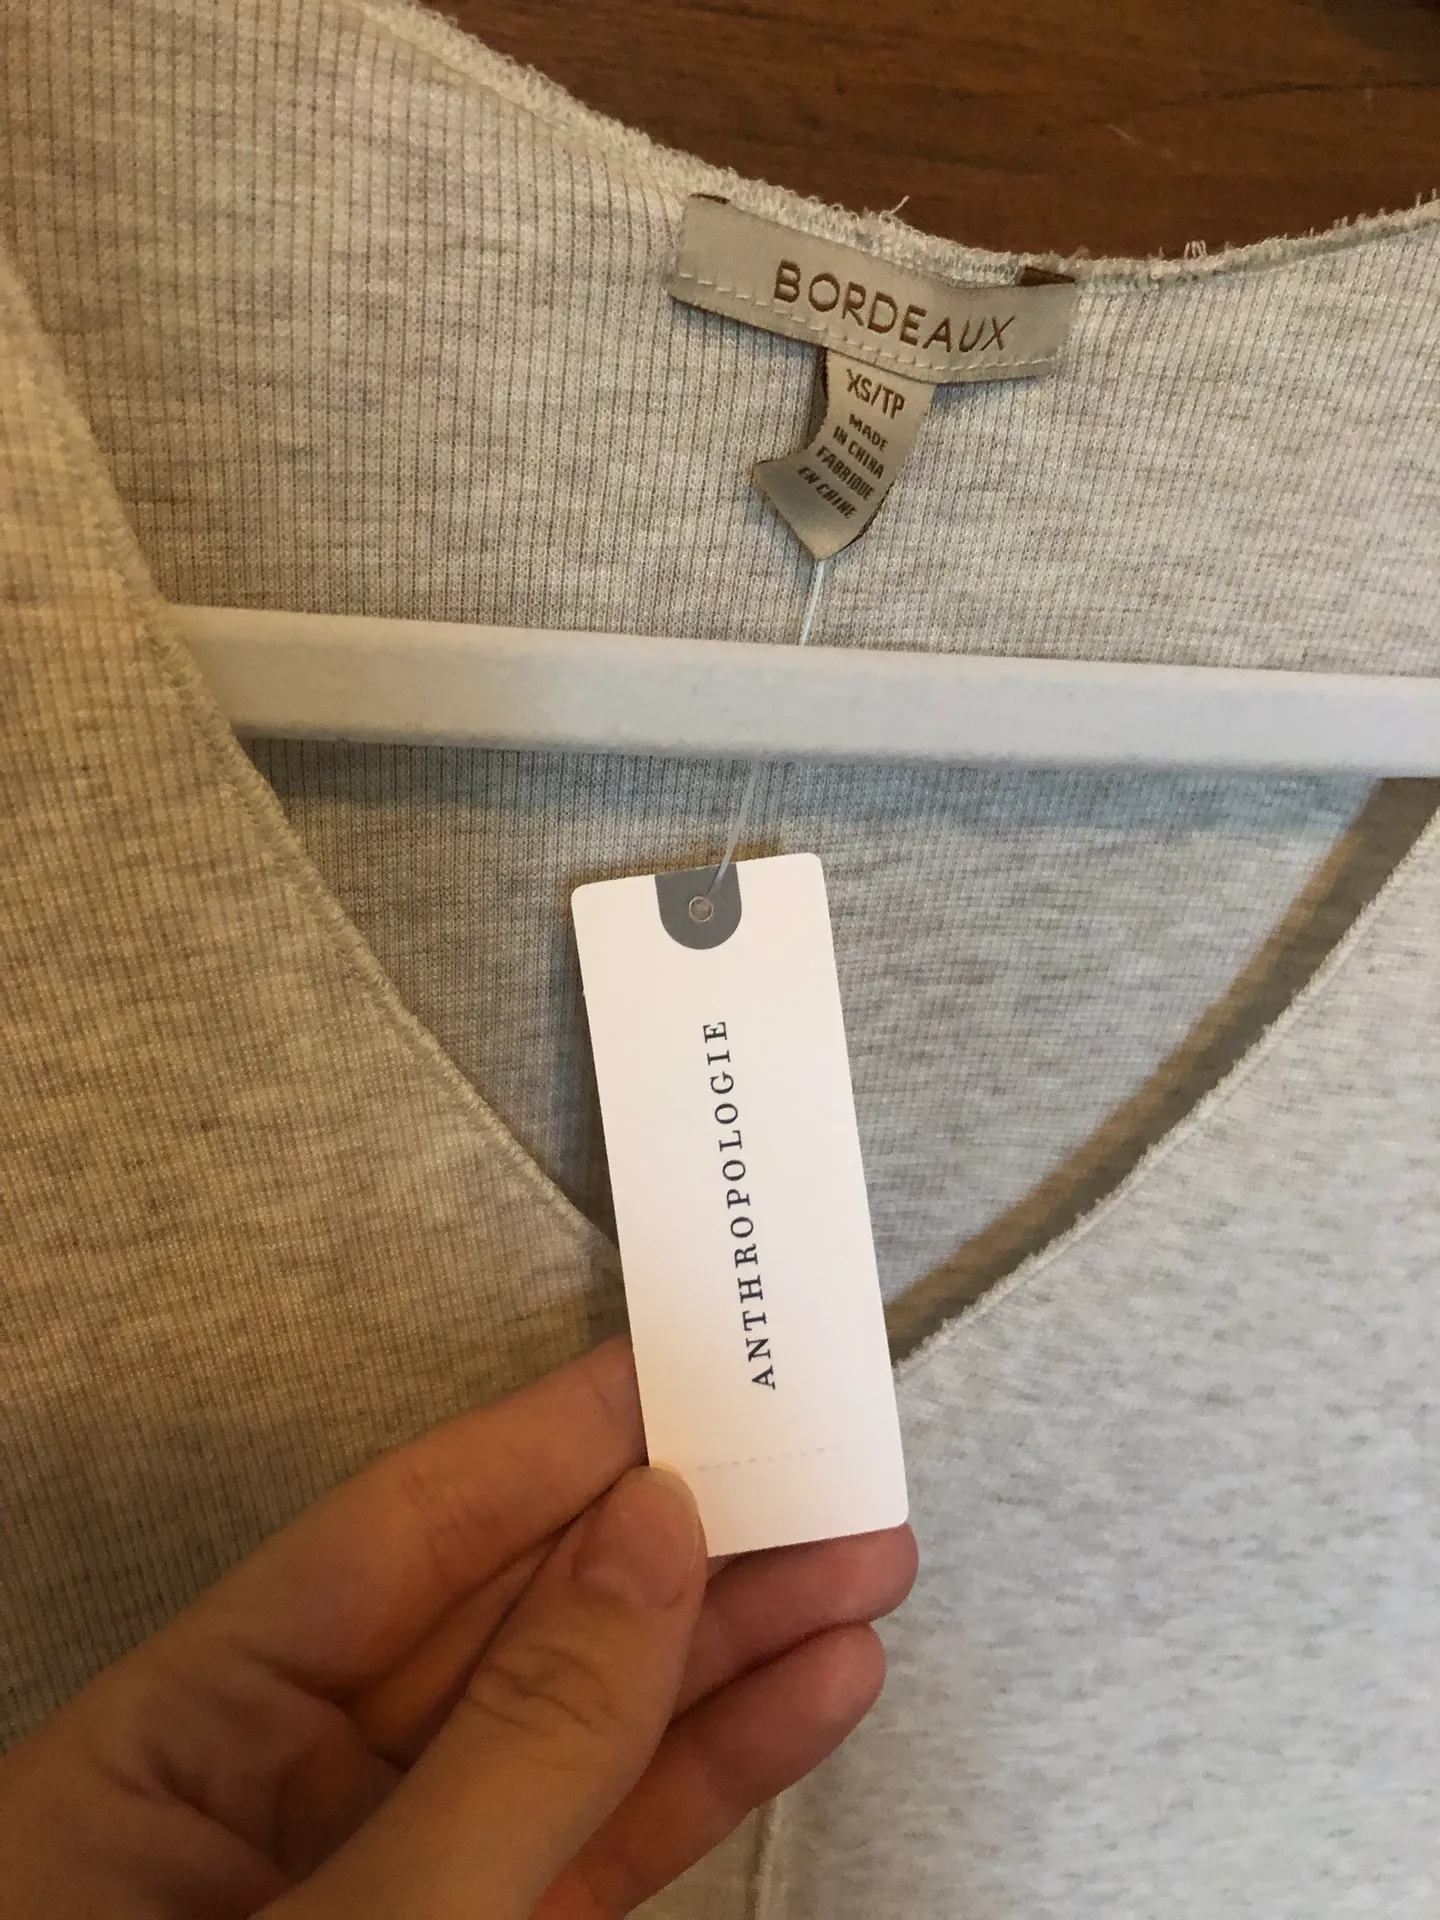 BORDEAUX
XS/TP
MADE
IN CHINA
FABRIQUE
EN CHINE
ANTHROPOLOGIE